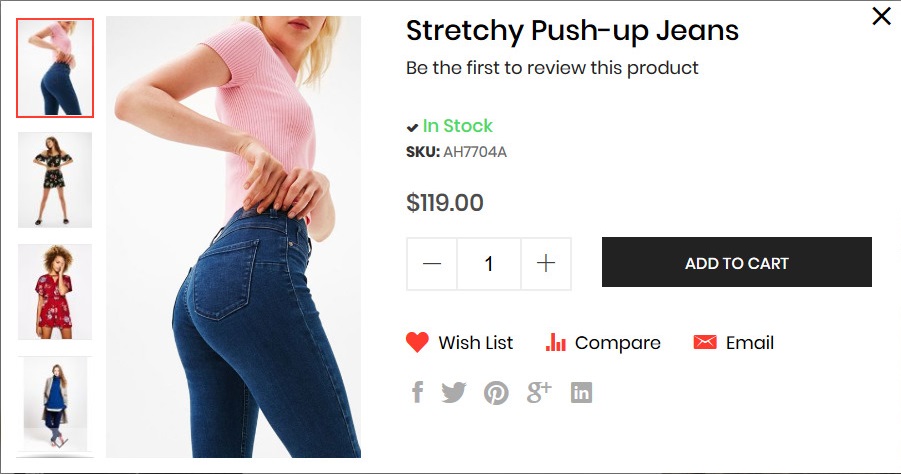 Stretchy Push-up Jeans
Be the first to review this product
In Stock
SKU: AH7704A
$119.00
1
ADD TO CART
Wish List
Compare
Email